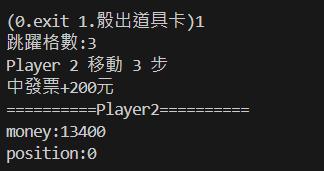 (0.exit 1.骰出道具卡)1
跳躍格數:3
Player 2 移動 3 步
中發票+200元
==========Player2==========
money:13400
position:0